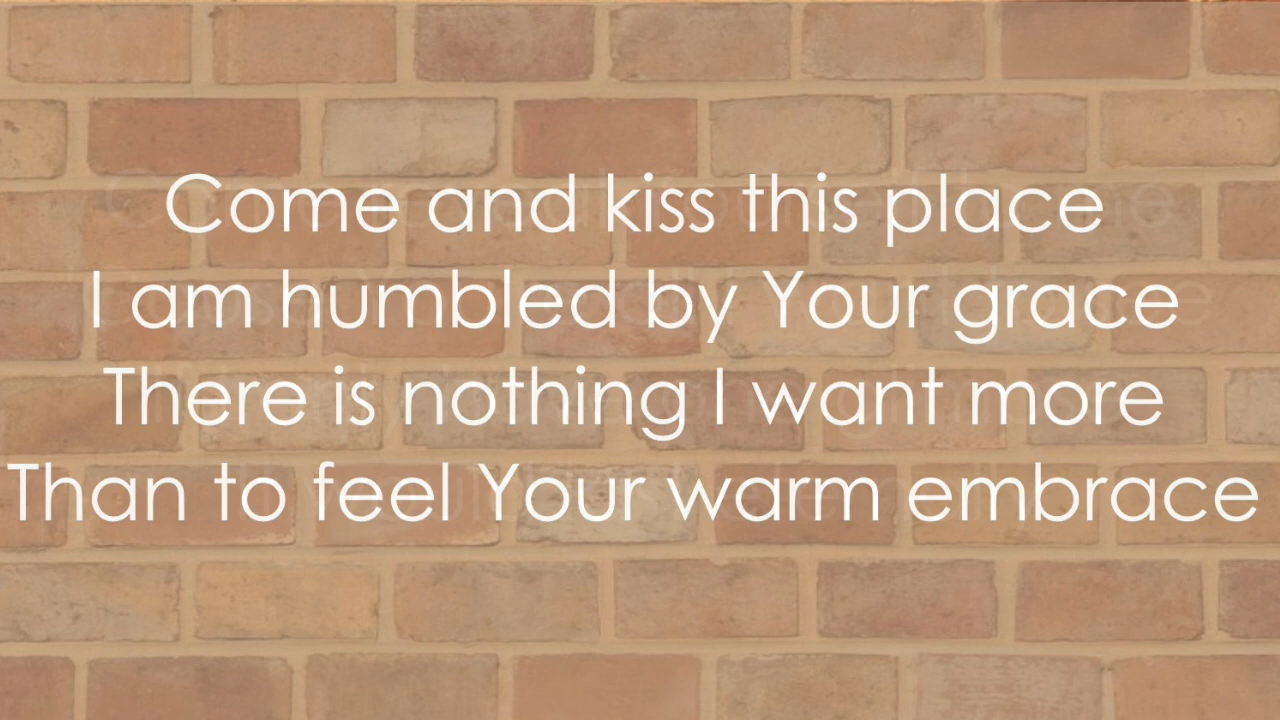 Come and kiss this place
I am humbled by Your grace
There is nothing I want more
Than to feel Your warm embrace